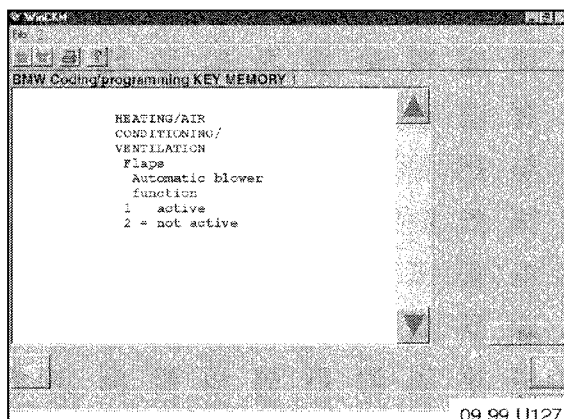 WinCKM
File ?
?
BMW Coding/programming KEY MEMORY
HEATING/AIR
CONDITIONING/
VENTILATION
Flaps
Automatic blower
function
1 active
2 = not active
09.99 U127